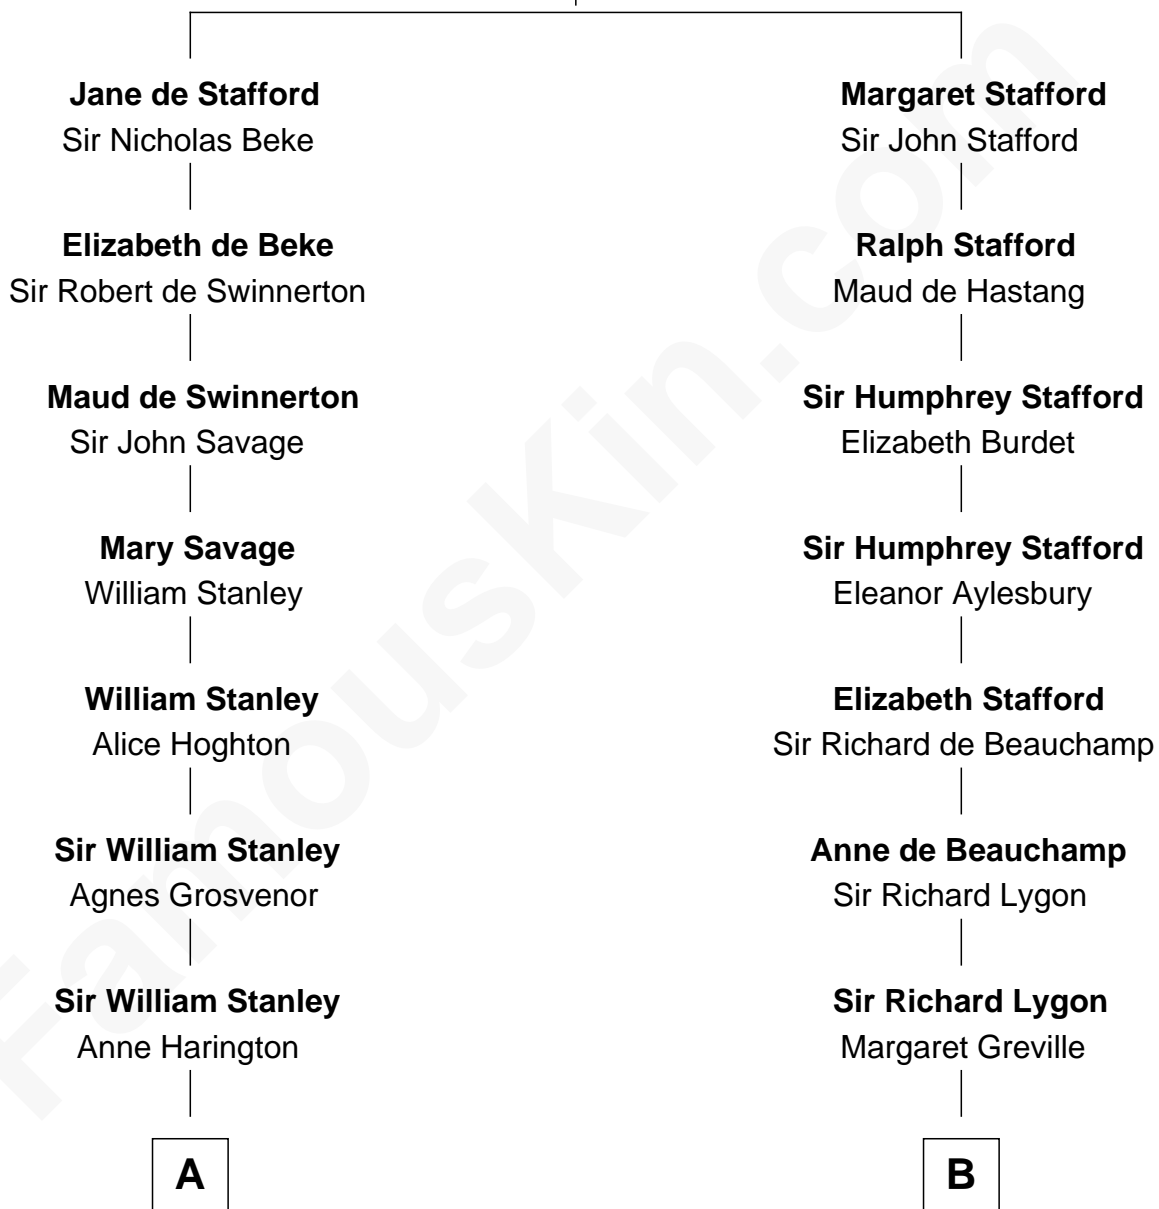 Jane de Stafford
Sir Nicholas Beke
Elizabeth de Beke
Sir Robert de Swinnerton
Maud de Swinnerton
Sir John Savage
Mary Savage
William Stanley
William Stanley
Alice Hoghton
Sir William Stanley
Agnes Grosvenor
Sir William Stanley
Anne Harington
A
Margaret Stafford
Sir John Stafford
Ralph Stafford
Maud de Hastang
Sir Humphrey Stafford
Elizabeth Burdet
Sir Humphrey Stafford
Eleanor Aylesbury
Elizabeth Stafford
Sir Richard de Beauchamp
Anne de Beauchamp
Sir Richard Lygon
Sir Richard Lygon
Margaret Greville
B
FamousKin.com